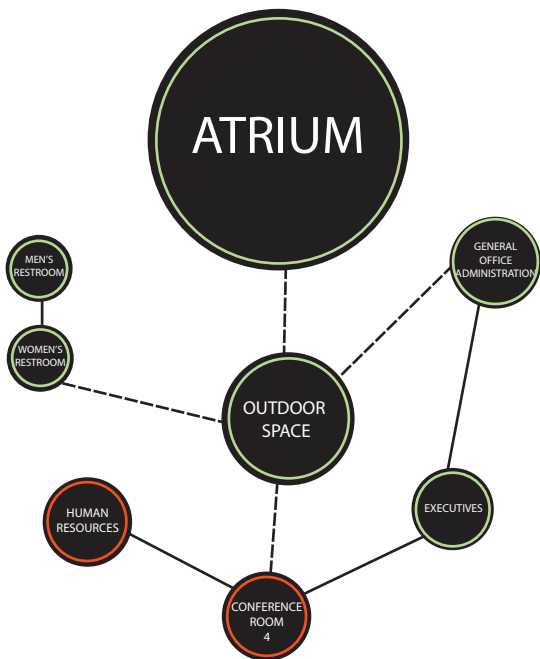 ATRIUM
MEN'S
RESTROOM
GENERAL
OFFICE
ADMINISTRATION
WOMEN'S
RESTROOM
OUTDOOR
SPACE
HUMAN
RESOURCES
EXECUTIVES
CONFERENCE
ROOM
4